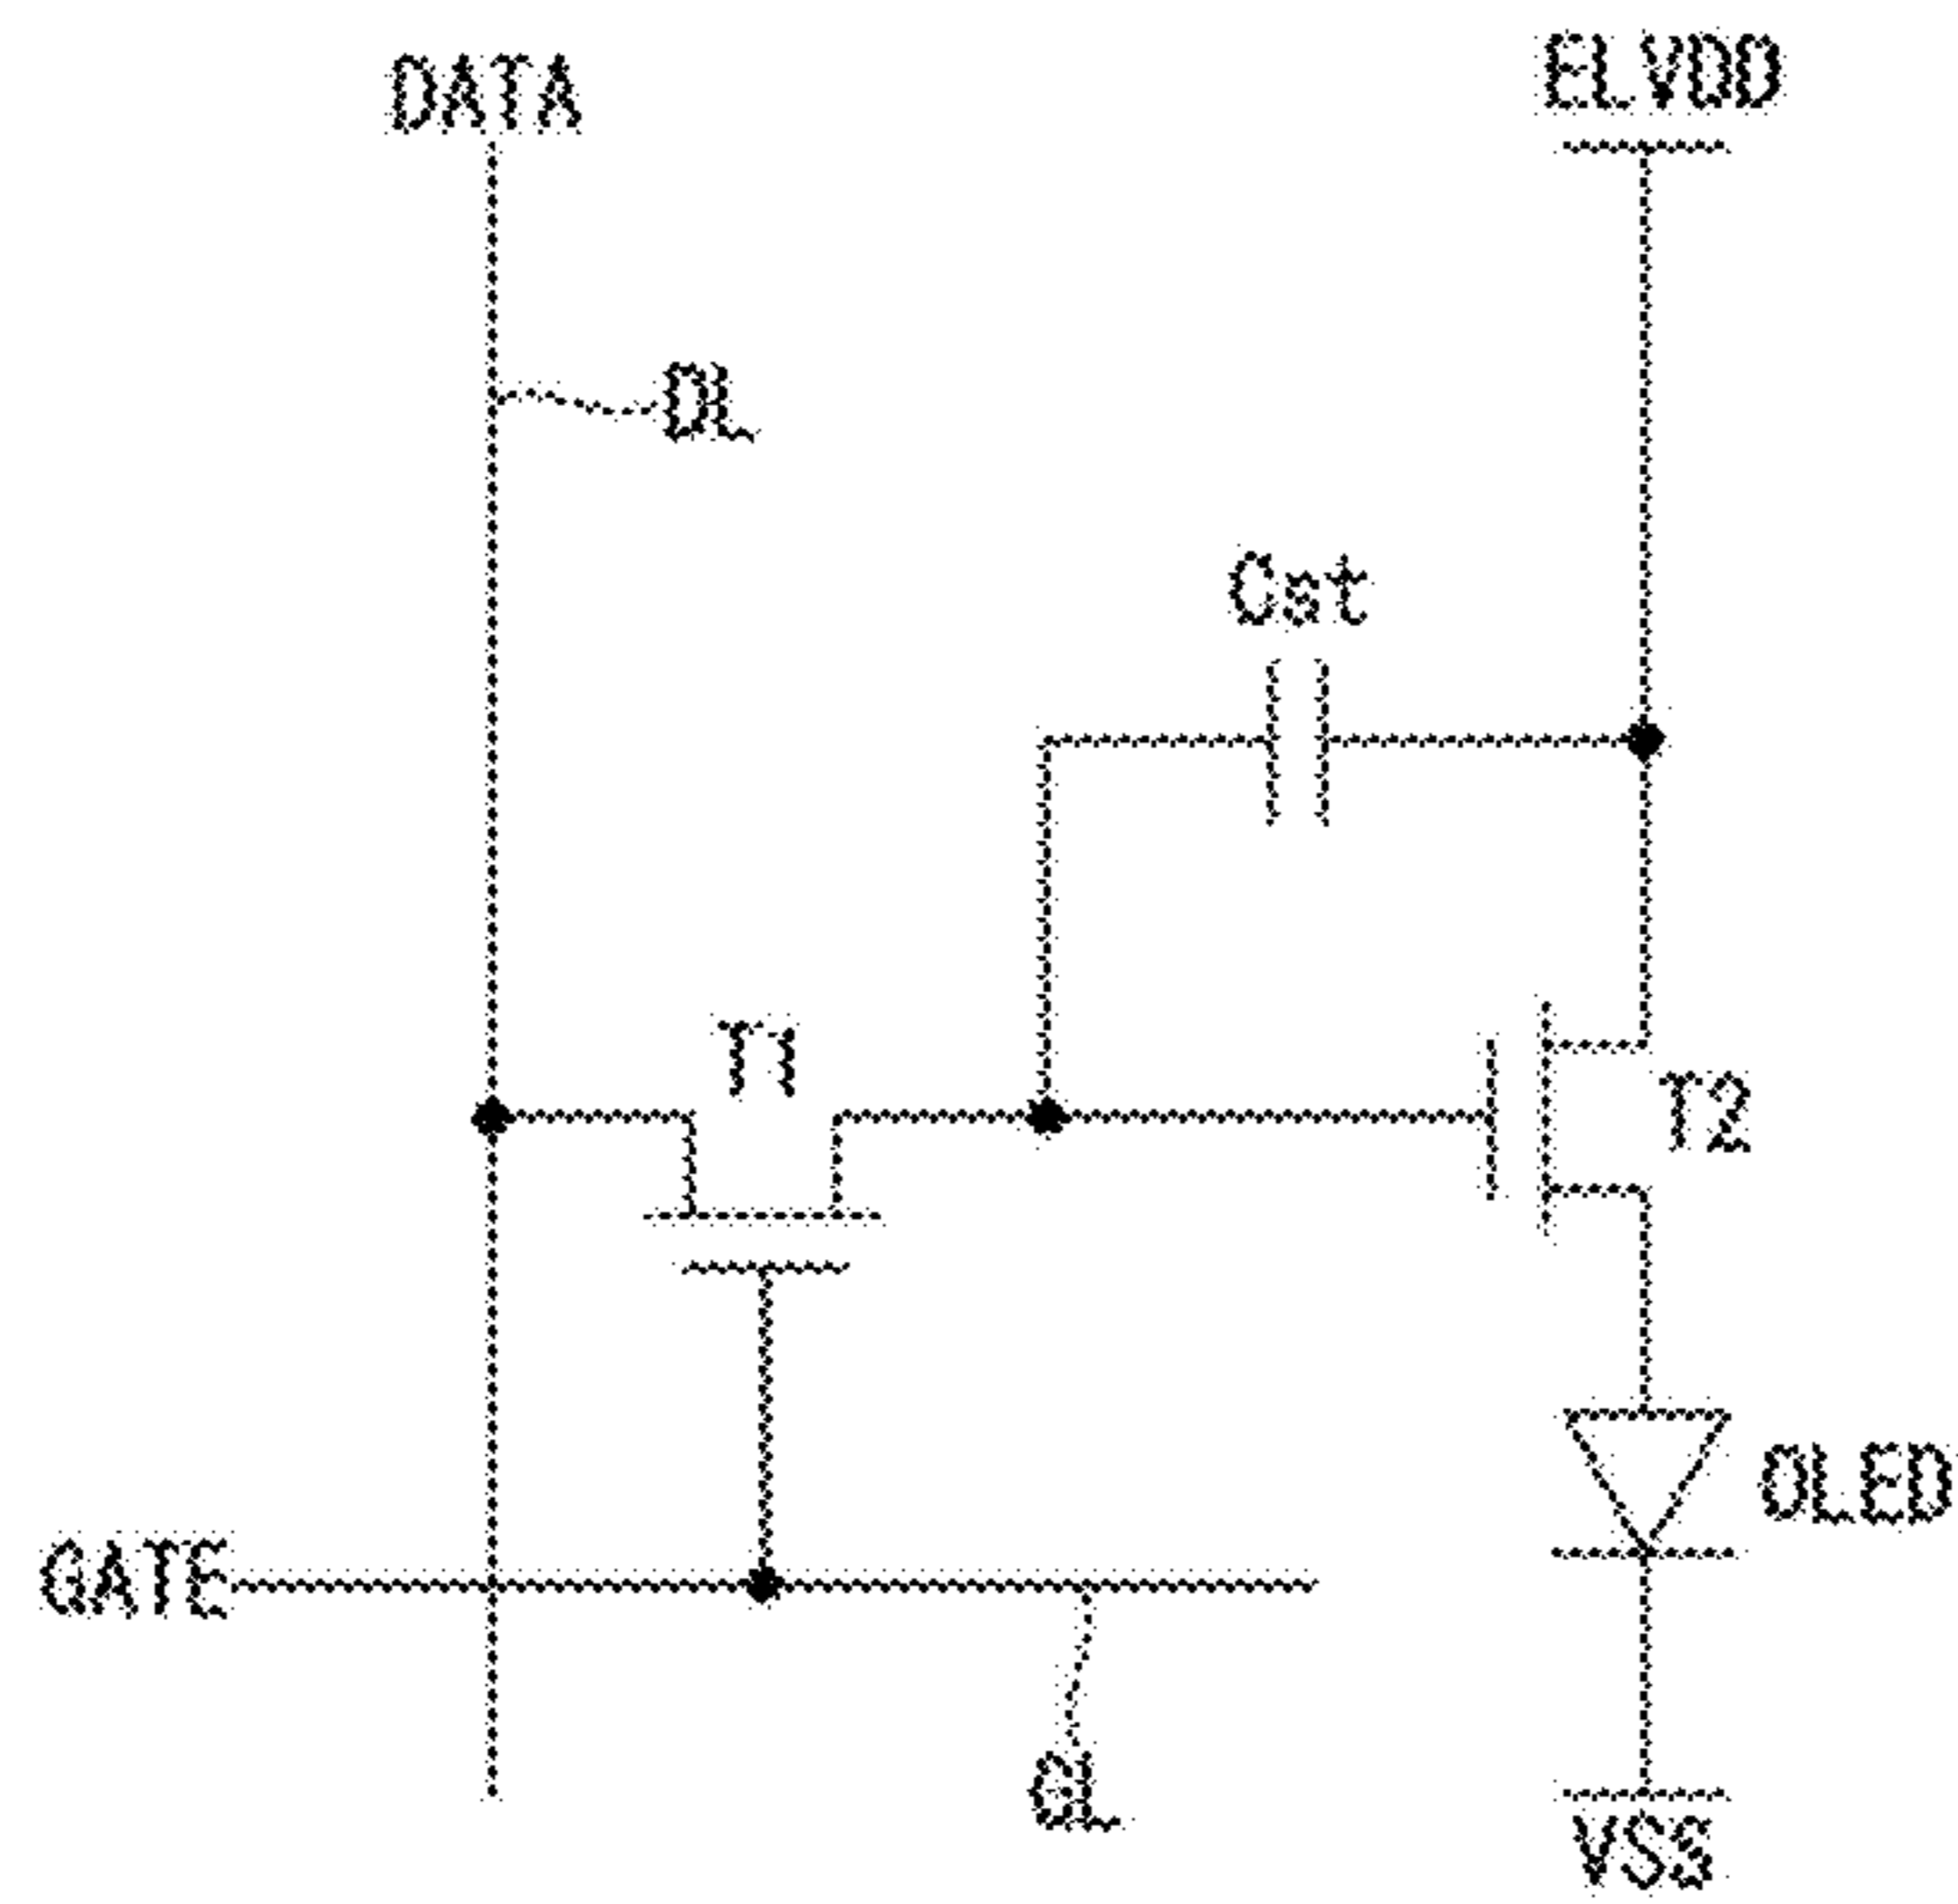 DATA
ELVDD
DL
Cst
T1
T2
OLED
GATE
GL
VSS